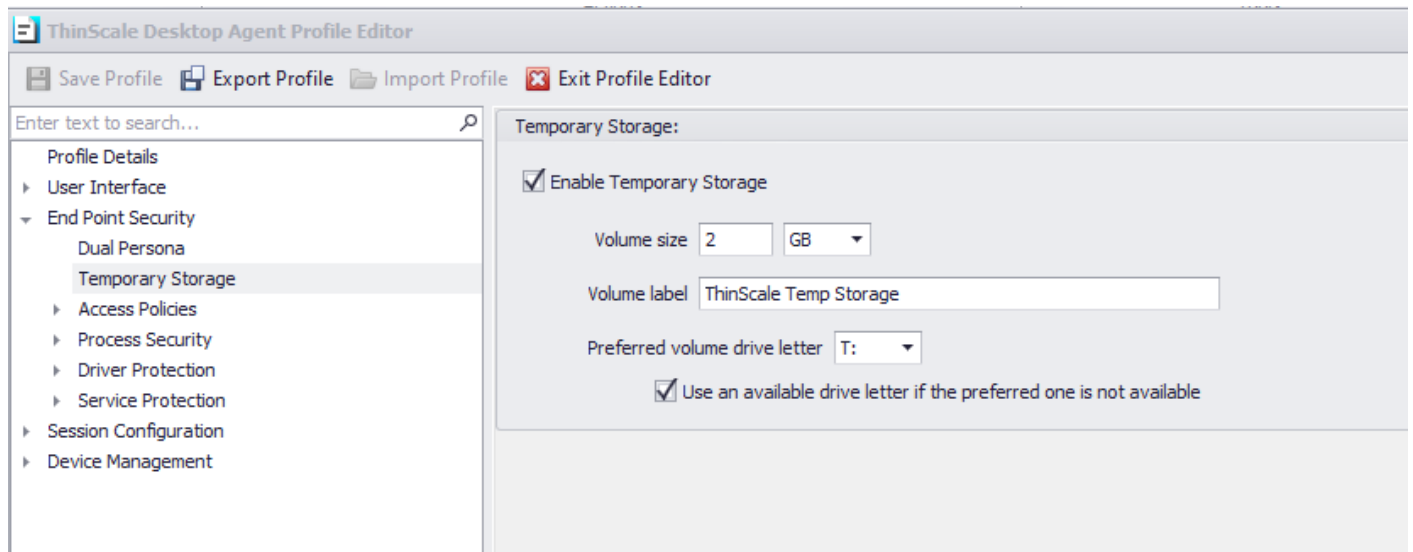 ThinScale Desktop Agent Profile Editor
Save Profile Export Profile Import Profile Exit Profile Editor
Enter text to search...
Profile Details
User Interface
End Point Security
Dual Persona
Temporary Storage
Access Policies
Process Security
Driver Protection
Service Protection
Session Configuration
Device Management
Temporary Storage:
Enable Temporary Storage
Volume size 2 GB
Volume label ThinScale Temp Storage
Preferred volume drive letter T:
Use an available drive letter if the preferred one is not available